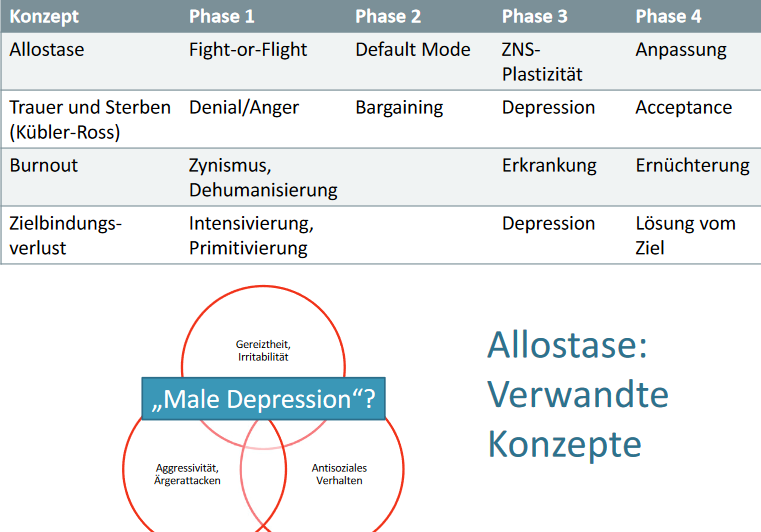 Konzept Phase 1 Phase 2 Phase 3 Phase 4
Allostase Fight-or-Flight Default Mode ZNS-
Plastizität Anpassung
Trauer und Sterben Denial/Anger Bargaining Depression Acceptance
(Kübler-Ross)
Burnout Zynismus, Erkrankung Ernüchterung
Dehumanisierung
Zielbindungs- Intensivierung, Depression Lösung vom
verlust Primitivierung Ziel
Gereiztheit,
Irritabilität
„Male Depression“?
Aggressivität, Antisoziales
Ärgerattacken Verhalten
Allostase:
Verwandte
Konzepte